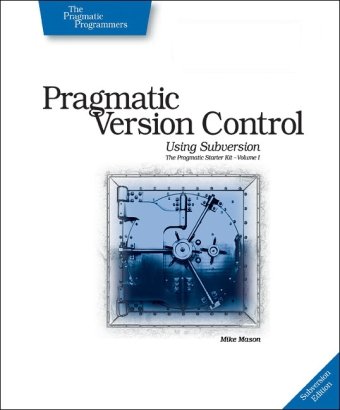 The
Pragmatic
Programmers
Pragmatic
Version Control
Using Subversion
The Pragmatic Starter Kit - Volume I
Mike Mason
Subversion
Edition